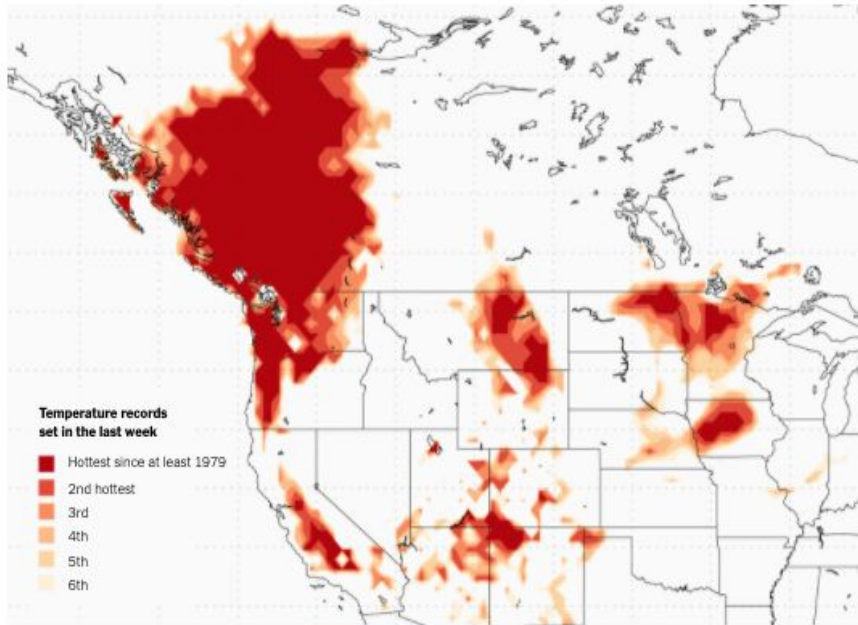 Temperature records
set in the last week
Hottest since at least 1979
2nd hottest
3rd
4th
5th
6th